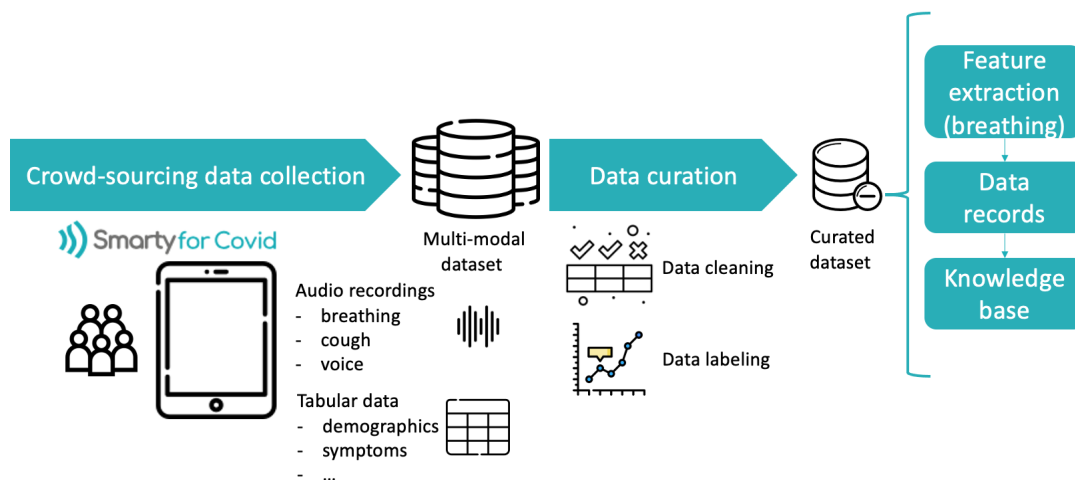 Crowd-sourcing data collection
Smarty for Covid
Audio recordings
- breathing
- cough
- voice
Tabular data
- demographics
- symptoms
- ...
Multi-modal
dataset
Data curation
Data cleaning
Data labeling
Curated
dataset
Feature
extraction
(breathing)
Data
records
Knowledge
base